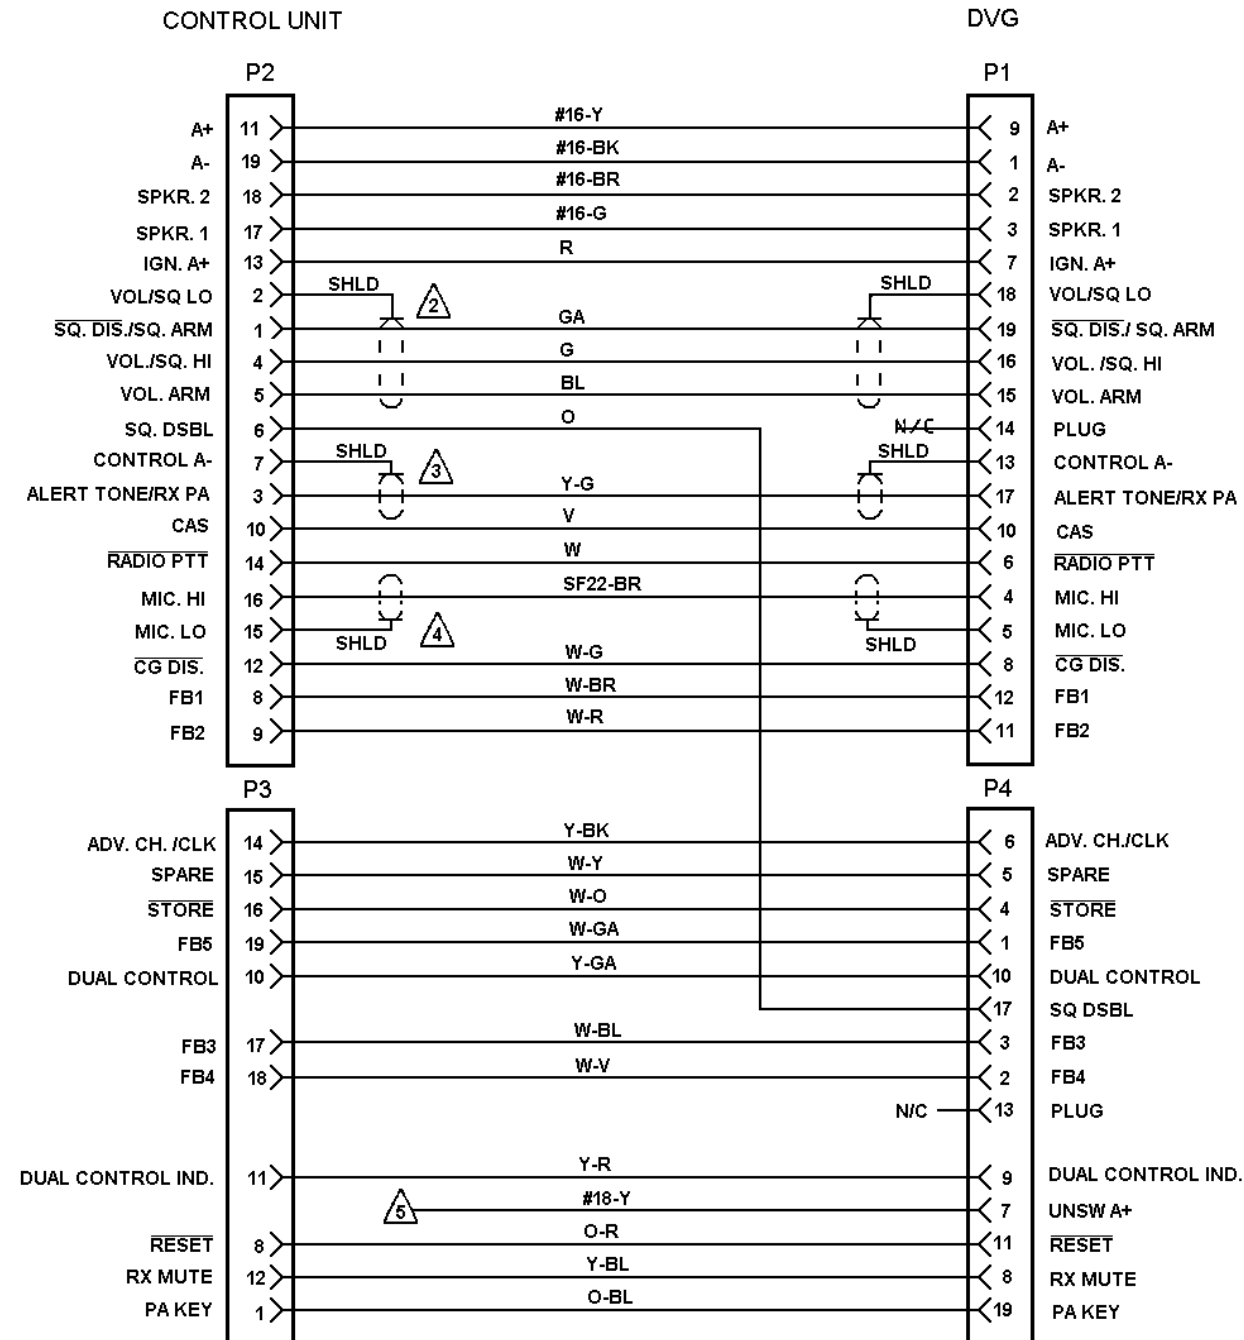 CONTROL UNIT DVG
P2 P1
A+ 11 #16-Y 9 A+
A- 19 #16-BK 1 A-
SPKR. 2 18 #16-BR 2 SPKR. 2
SPKR. 1 17 #16-G 3 SPKR. 1
IGN. A+ 13 R 7 IGN. A+
VOL/SQ LO 2 SHLD 2 SHLD 18 VOL/SQ LO
SQ. DIS./SQ. ARM 1 GA 19 SQ. DIS./ SQ. ARM
VOL./SQ. HI 4 G 16 VOL. /SQ. HI
VOL. ARM 5 BL 15 VOL. ARM
SQ. DSBL 6 O N/C 14 PLUG
CONTROL A- 7 SHLD 3 SHLD 13 CONTROL A-
ALERT TONE/RX PA 3 Y-G 17 ALERT TONE/RX PA
CAS 10 V 10 CAS
RADIO PTT 14 W 6 RADIO PTT
MIC. HI 16 SF22-BR 4 MIC. HI
MIC. LO 15 SHLD 4 SHLD 5 MIC. LO
CG DIS. 12 W-G 8 CG DIS.
FB1 8 W-BR 12 FB1
FB2 9 W-R 11 FB2
P3 P4
ADV. CH. /CLK 14 Y-BK 6 ADV. CH./CLK
SPARE 15 W-Y 5 SPARE
STORE 16 W-O 4 STORE
FB5 19 W-GA 1 FB5
DUAL CONTROL 10 Y-GA 10 DUAL CONTROL
17 SQ DSBL
FB3 17 W-BL 3 FB3
FB4 18 W-V 2 FB4
N/C 13 PLUG
DUAL CONTROL IND. 11 Y-R 9 DUAL CONTROL IND.
5 #18-Y 7 UNSW A+
RESET 8 O-R 11 RESET
RX MUTE 12 Y-BL 8 RX MUTE
PA KEY 1 O-BL 19 PA KEY